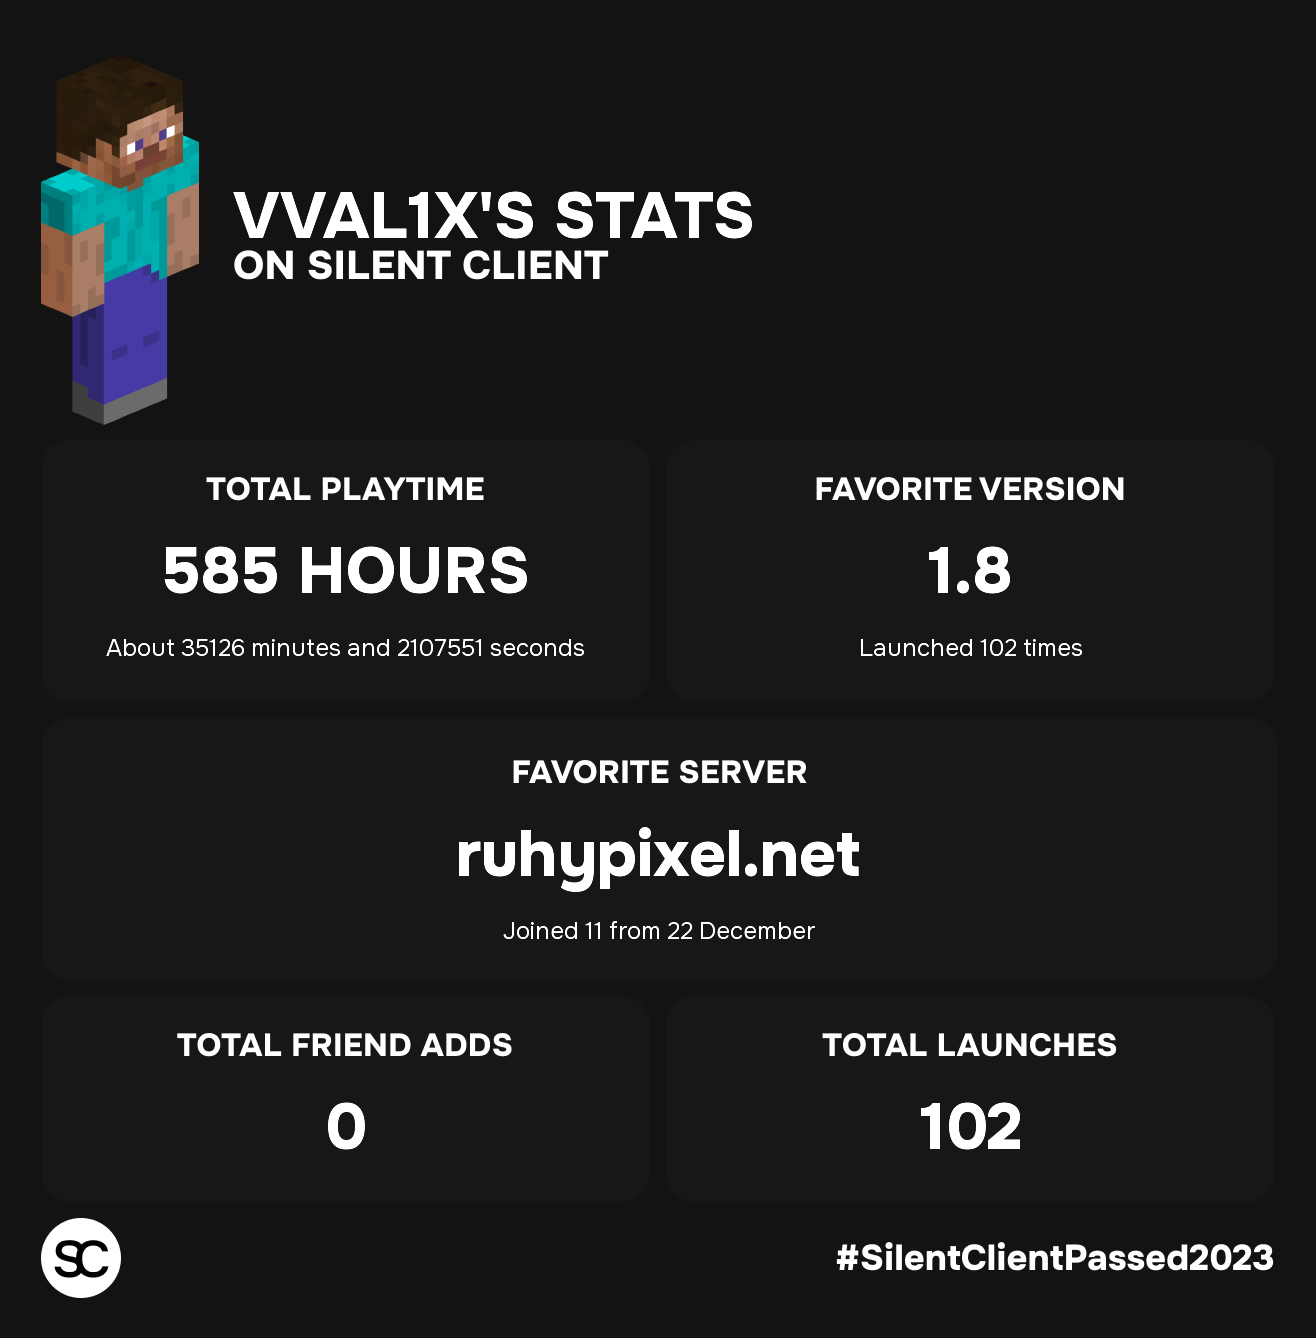 VVAL1X'S STATS
ON SILENT CLIENT
TOTAL PLAYTIME
585 HOURS
About 35126 minutes and 2107551 seconds
FAVORITE VERSION
1.8
Launched 102 times
FAVORITE SERVER
ruhypixel.net
Joined 11 from 22 December
TOTAL FRIEND ADDS
0
TOTAL LAUNCHES
102
SC
#SilentClientPassed2023